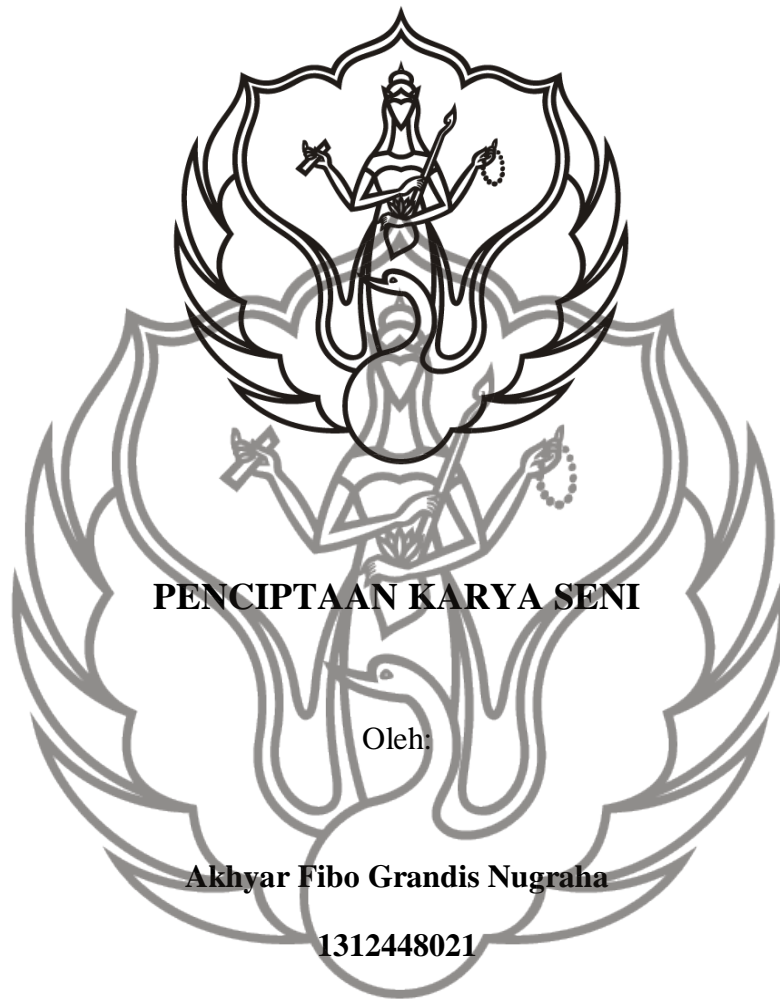 PENCIPTAAN KARYA SENI
Oleh:
Akhyar Fibo Grandis Nugraha
1312448021